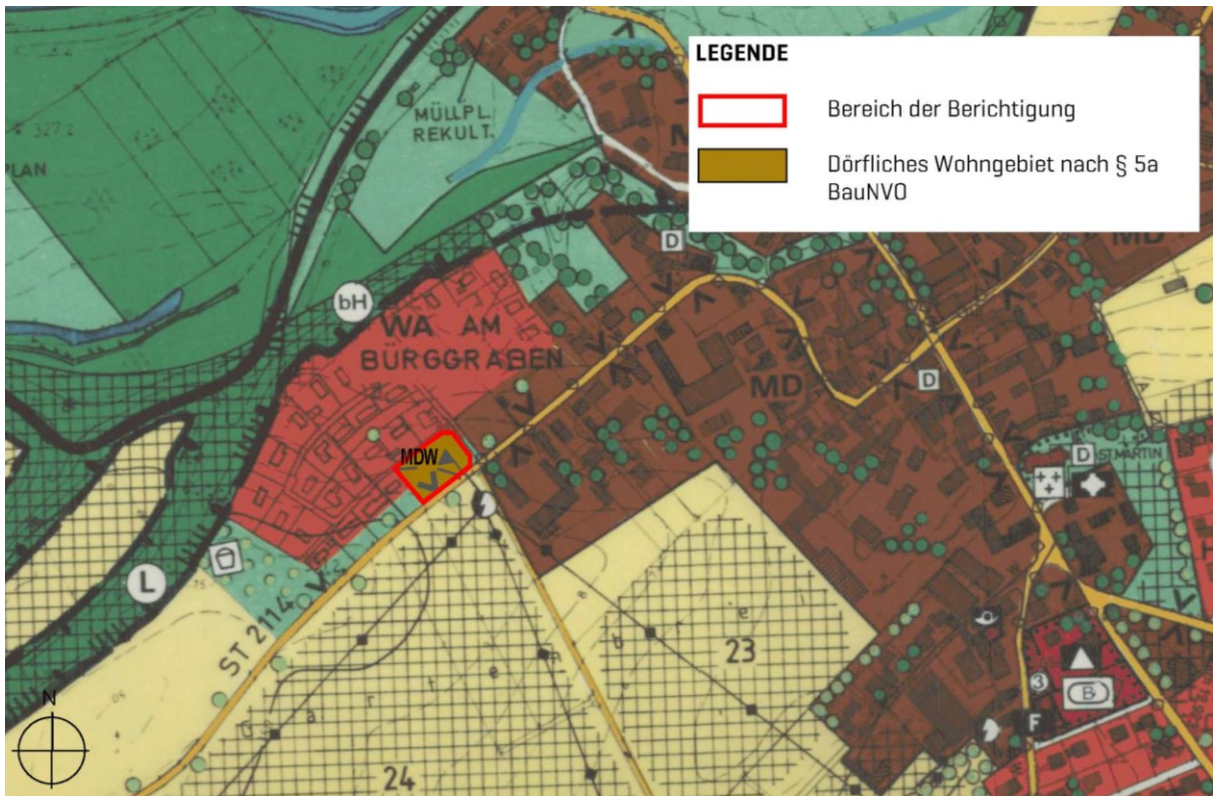 LEGENDE
Bereich der Berichtigung
Dörfliches Wohngebiet nach § 5a
BauNVO
MÜLLPL.
REKULT.
327.2
PLAN
D
MD
bH
WA AM
BÜRGGRABEN
MD
D
MDW
D ST.MARTIN
L
ST 2114
23
24
G a r t e n
3
B
F
N